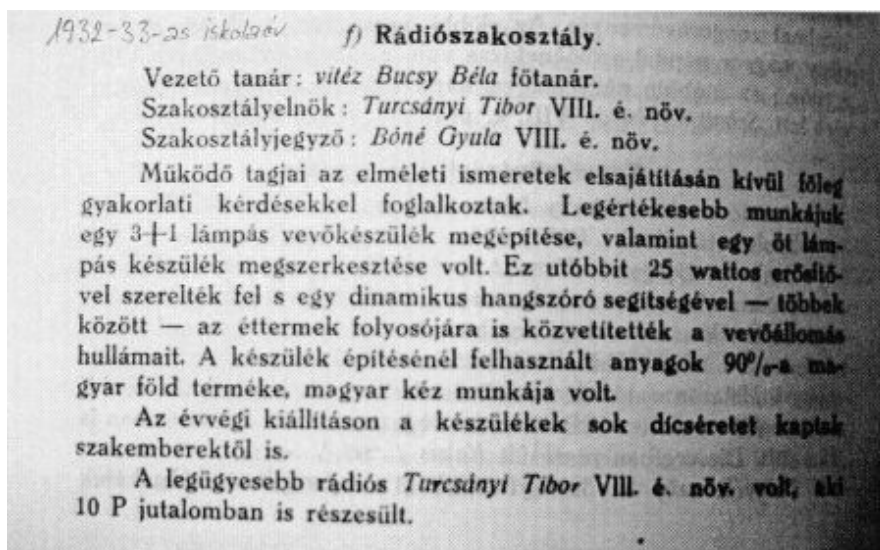 1932-33-as iskolaév
f) Rádiószakosztály.
Vezető tanár: vitéz Bucsy Béla főtanár.
Szakosztályelnök: Turcsányi Tibor VIII. é. növ.
Szakosztályjegyző: Bóné Gyula VIII. é. növ.
Működő tagjai az elméleti ismeretek elsajátításán kívül főleg
gyakorlati kérdésekkel foglalkoztak. Legértékesebb munkájuk
egy 3+1 lámpás vevőkészülék megépítése, valamint egy öt lám-
pás készülék megszerkesztése volt. Ez utóbbit 25 wattos erősítő-
vel szerelték fel s egy dinamikus hangszóró segítségével — többek
között — az éttermek folyosójára is közvetítették a vevőállomás
hullámait. A készülék építésénél felhasznált anyagok 90%-a ma-
gyar föld terméke, magyar kéz munkája volt.
Az évvégi kiállításon a készülékek sok dícséretet kaptak
szakemberektől is.
A legügyesebb rádiós Turcsányi Tibor VIII. é. növ. volt, aki
10 P jutalomban is részesült.